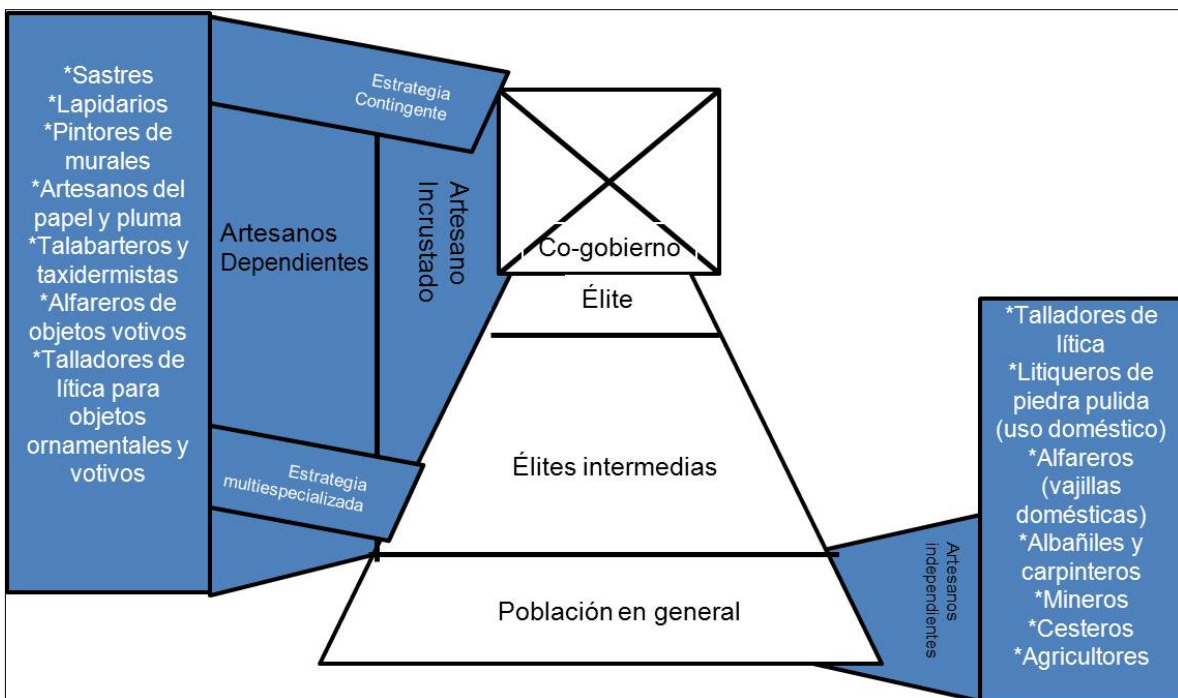 *Sastres
*Lapidarios
*Pintores de
murales
*Artesanos del
papel y pluma
*Talabarteros y
taxidermistas
*Alfareros de
objetos votivos
*Talladores de
lítica para
objetos
ornamentales y
votivos
Estrategia
Contingente
Artesanos
Dependientes
Artesano
Incrustado
Estrategia
multiespecializada
Co-gobierno
Élite
Élites intermedias
Población en general
Artesanos
independientes
*Talladores de
lítica
*Litiqueros de
piedra pulida
(uso doméstico)
*Alfareros
(vajillas
domésticas)
*Albañiles y
carpinteros
*Mineros
*Cesteros
*Agricultores